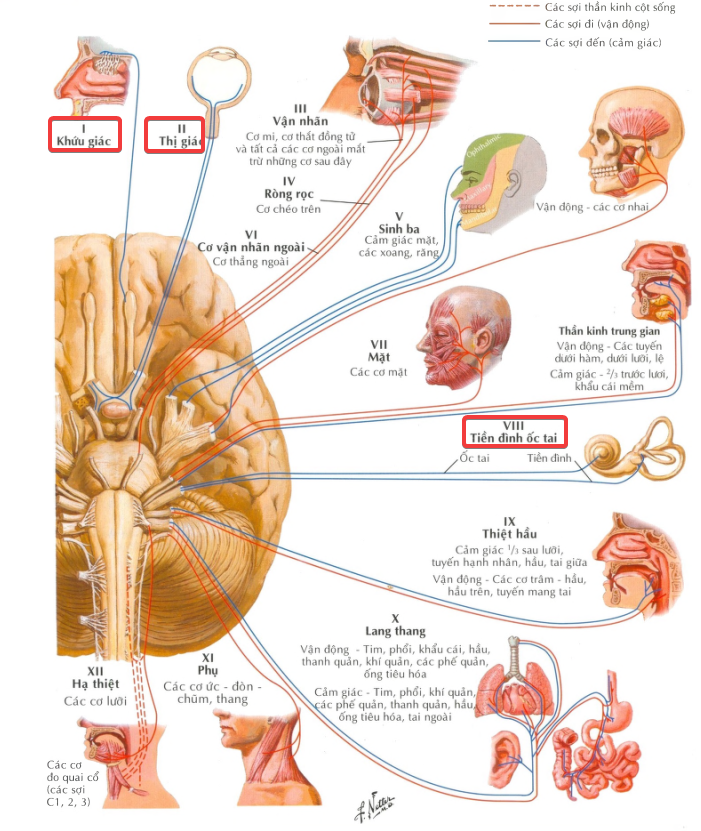 Các sợi thần kinh cột sống
Các sợi đi (vận động)
Các sợi đến (cảm giác)
I
Khứu giác
II
Thị giác
III
Vận nhãn
Cơ mi, cơ thắt đồng tử
và tất cả các cơ ngoài mắt
trừ những cơ sau đây
IV
Ròng rọc
Cơ chéo trên
VI
Cơ vận nhãn ngoài
Cơ thẳng ngoài
Ophthalmic
V
Sinh ba
Cảm giác mặt,
các xoang, răng
Vận động - các cơ nhai
VII
Mặt
Các cơ mặt
Thần kinh trung gian
Vận động - Các tuyến
dưới hàm, dưới lưỡi, lệ
Cảm giác - 2/3 trước lươi,
khẩu cái mềm
VIII
Tiền đình ốc tai
Ốc tai
Tiền đình
IX
Thiệt hầu
Cảm giác 1/3 sau lưỡi,
tuyến hạnh nhân, hầu, tai giữa
Vận động - Các cơ trâm - hầu,
hầu trên, tuyến mang tai
X
Lang thang
Vận động - Tim, phổi, khẩu cái, hầu,
thanh quản, khí quản, các phế quản,
ống tiêu hóa
Cảm giác - Tim, phổi, khí quản,
các phế quản, thanh quản, hầu,
ống tiêu hóa, tai ngoài
XII
Hạ thiệt
Các cơ lưỡi
XI
Phụ
Các cơ ức - đòn -
chũm, thang
Các cơ
do quai cổ
(các sợi
C1, 2, 3)
F. Netter
M.D.